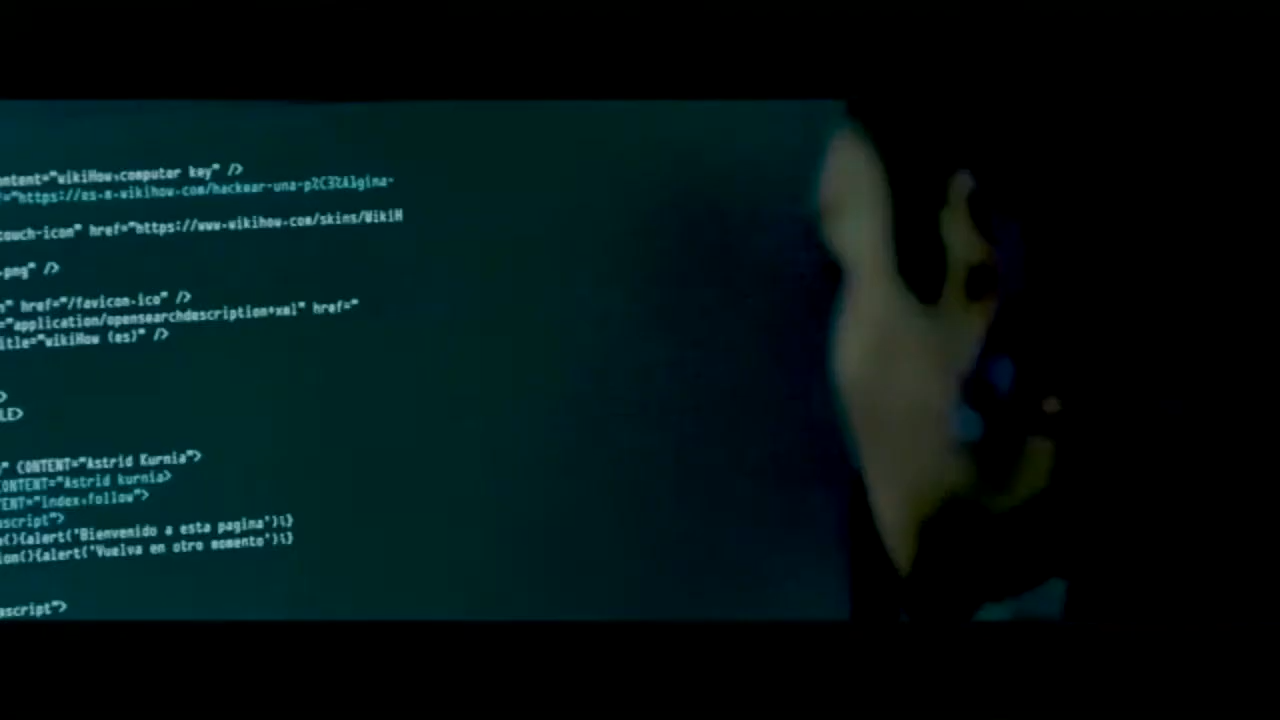 ontent="wikiHow,computer key" />
="https://es-m-wikihow-com/hackear-una-p%C3%A1gina-
touch-icon" href="https://www-wikihow-com/skins/WikiH
-png" />
" href="/favicon-ico" />
="application/opensearchdescription+xml" href="
itle="wikiHow (es)" />
>
LE>
" CONTENT="Astrid Kurnia">
CONTENT="Astrid kurnia>
TENT="index,follow">
ascript">
(){alert('Bienvenido a esta pagina');}
ion(){alert('Vuelva en otro momento');}
ascript">